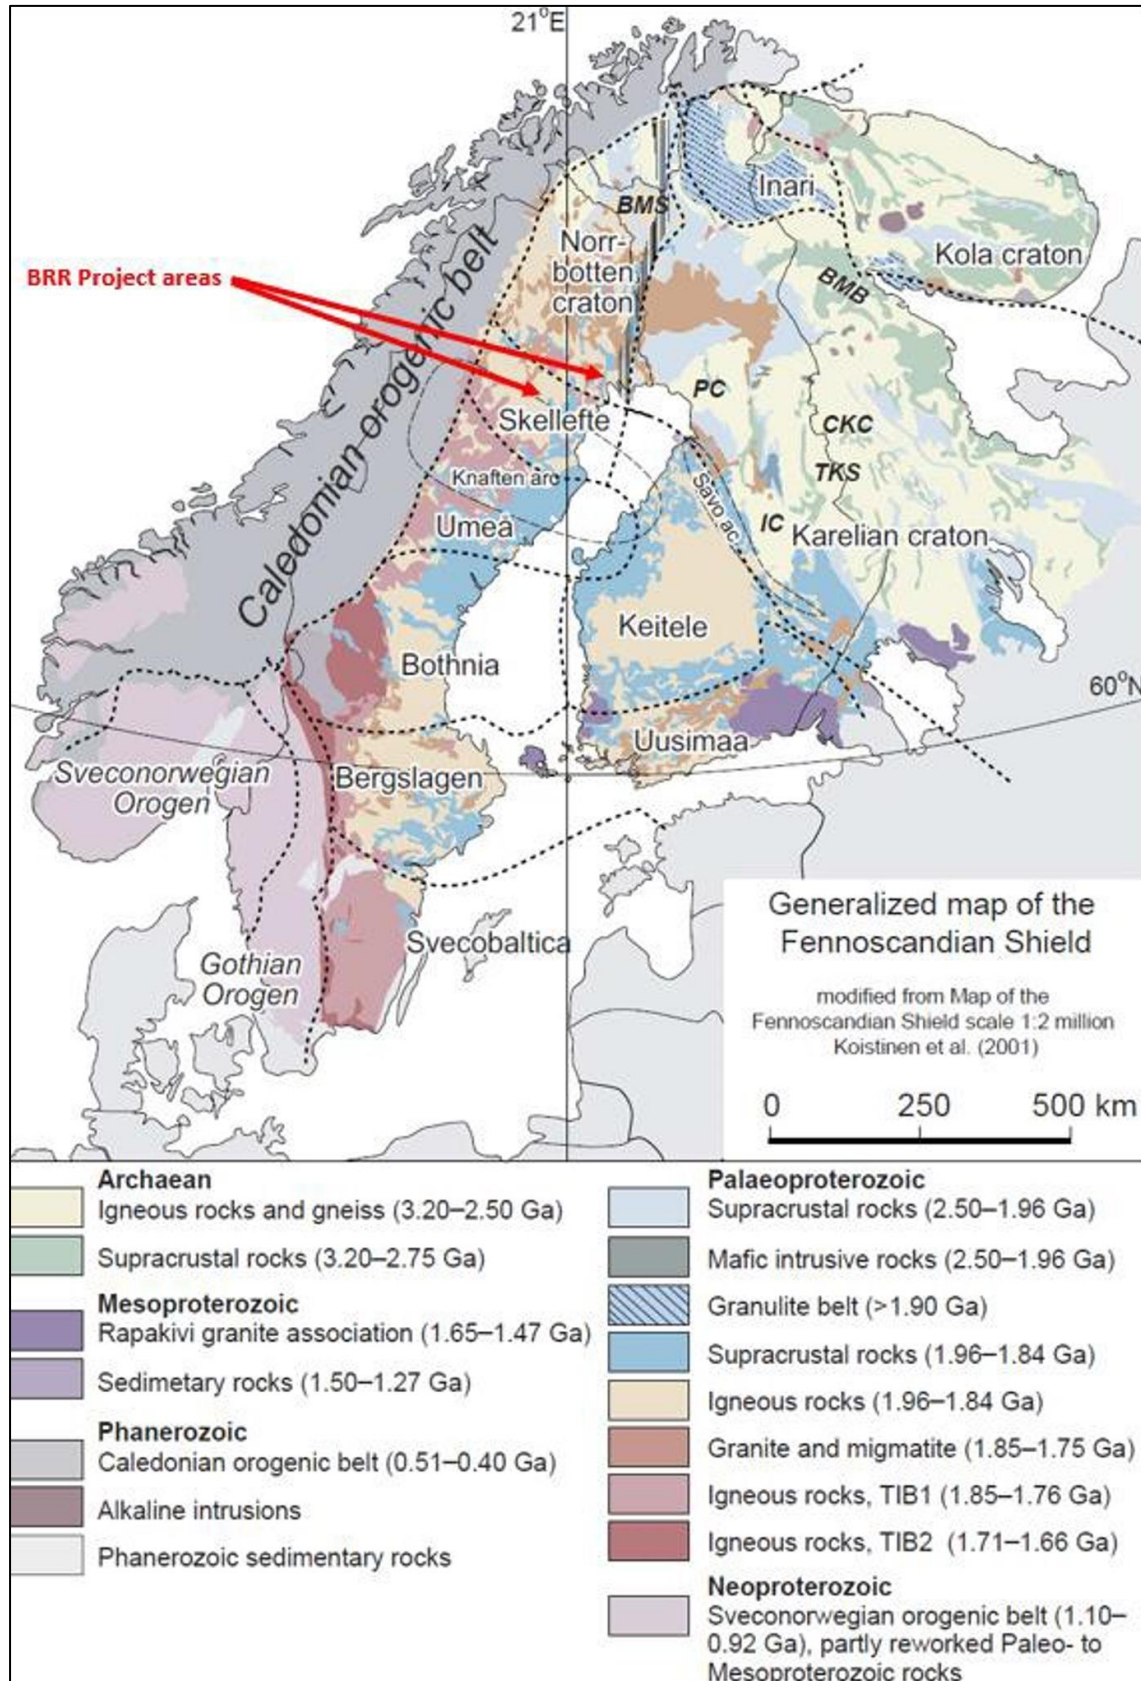 21°E
BMS
Inari
Norr-
botten
craton
Kola craton
BRR Project areas
BMB
Caledonian orogenic belt
PC
Skellefte
CKC
Knaften arc
TKS
Savo ac.
Umeå
IC
Karelian craton
Keitele
Bothnia
60°N
Uusimaa
Sveconorwegian
Orogen
Bergslagen
Svecobaltica
Gothian
Orogen
Generalized map of the
Fennoscandian Shield
modified from Map of the
Fennoscandian Shield scale 1:2 million
Koistinen et al. (2001)
0 250 500 km
Archaean
Igneous rocks and gneiss (3.20–2.50 Ga)
Supracrustal rocks (3.20–2.75 Ga)
Mesoproterozoic
Rapakivi granite association (1.65–1.47 Ga)
Sedimetary rocks (1.50–1.27 Ga)
Phanerozoic
Caledonian orogenic belt (0.51–0.40 Ga)
Alkaline intrusions
Phanerozoic sedimentary rocks
Palaeoproterozoic
Supracrustal rocks (2.50–1.96 Ga)
Mafic intrusive rocks (2.50–1.96 Ga)
Granulite belt (>1.90 Ga)
Supracrustal rocks (1.96–1.84 Ga)
Igneous rocks (1.96–1.84 Ga)
Granite and migmatite (1.85–1.75 Ga)
Igneous rocks, TIB1 (1.85–1.76 Ga)
Igneous rocks, TIB2 (1.71–1.66 Ga)
Neoproterozoic
Sveconorwegian orogenic belt (1.10–
0.92 Ga), partly reworked Paleo- to
Mesoproterozoic rocks